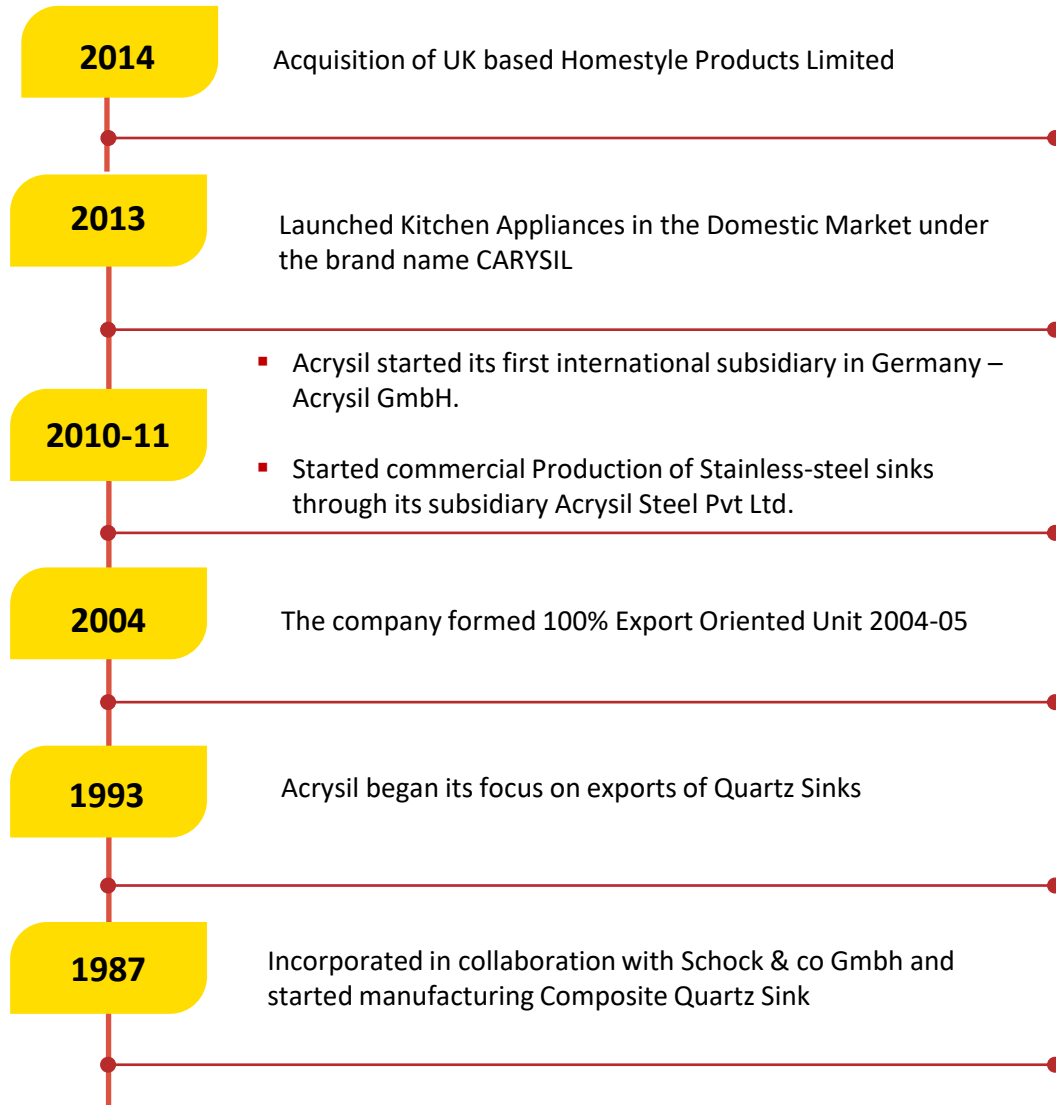 2014
Acquisition of UK based Homestyle Products Limited
2013
Launched Kitchen Appliances in the Domestic Market under
the brand name CARYSIL
2010-11
▪ Acrysil started its first international subsidiary in Germany –
Acrysil GmbH.
▪ Started commercial Production of Stainless-steel sinks
through its subsidiary Acrysil Steel Pvt Ltd.
2004
The company formed 100% Export Oriented Unit 2004-05
1993
Acrysil began its focus on exports of Quartz Sinks
1987
Incorporated in collaboration with Schock & co Gmbh and
started manufacturing Composite Quartz Sink